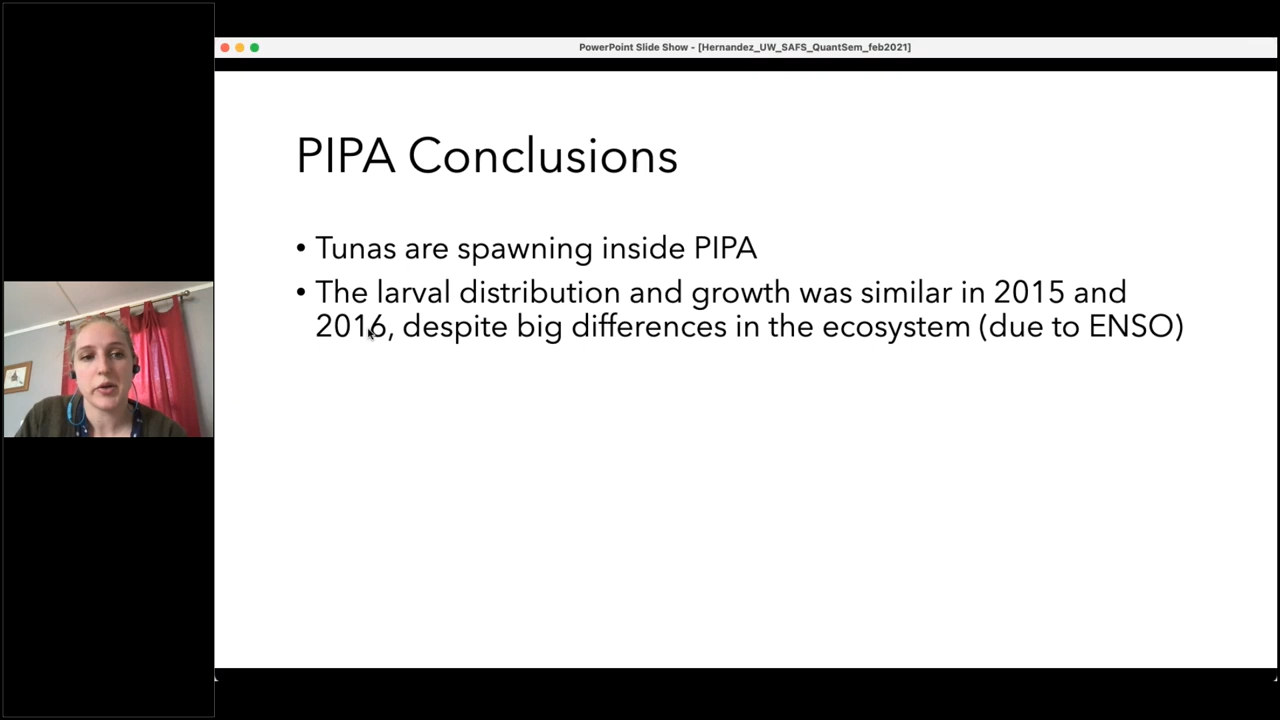 PowerPoint Slide Show - [Hernandez_UW_SAFS_QuantSem_feb2021]
PIPA Conclusions
• Tunas are spawning inside PIPA
• The larval distribution and growth was similar in 2015 and
2016, despite big differences in the ecosystem (due to ENSO)